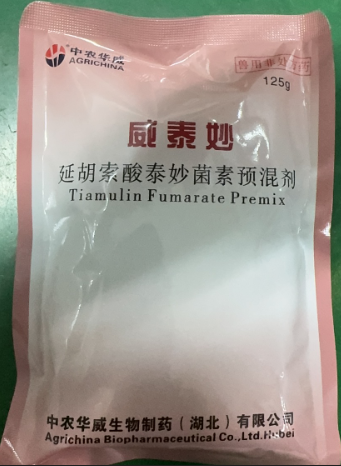 中农华威
AGRICHINA
兽用非处方药
125g
威泰妙
延胡索酸泰妙菌素预混剂
Tiamulin Fumarate Premix
中农华威生物制药（湖北）有限公司
Agrichina Biopharmaceutical Co.,Ltd.Hubei